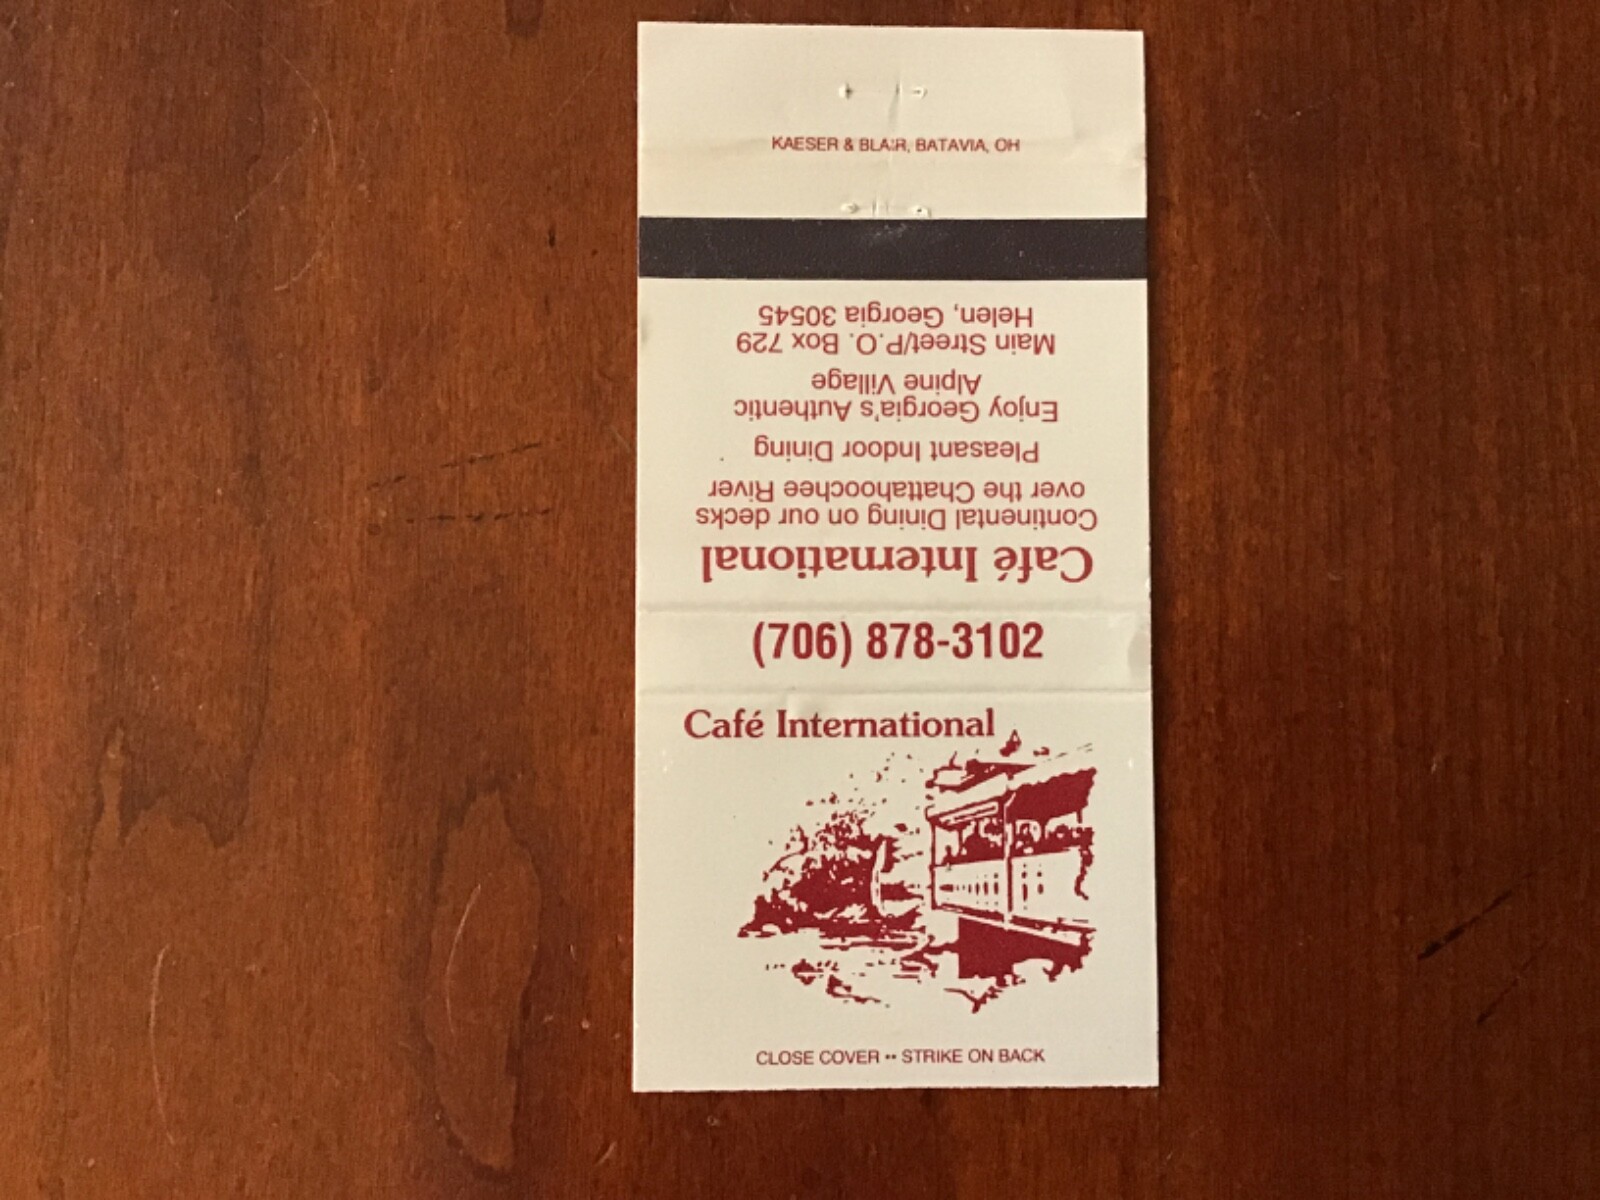 KAESER & BLAIR, BATAVIA, OH
Café International
Continental Dining on our decks
over the Chattahoochee River
Pleasant Indoor Dining
Enjoy Georgia's Authentic
Alpine Village
Main Street/P.O. Box 729
Helen, Georgia 30545
(706) 878-3102
Café International
CLOSE COVER •• STRIKE ON BACK